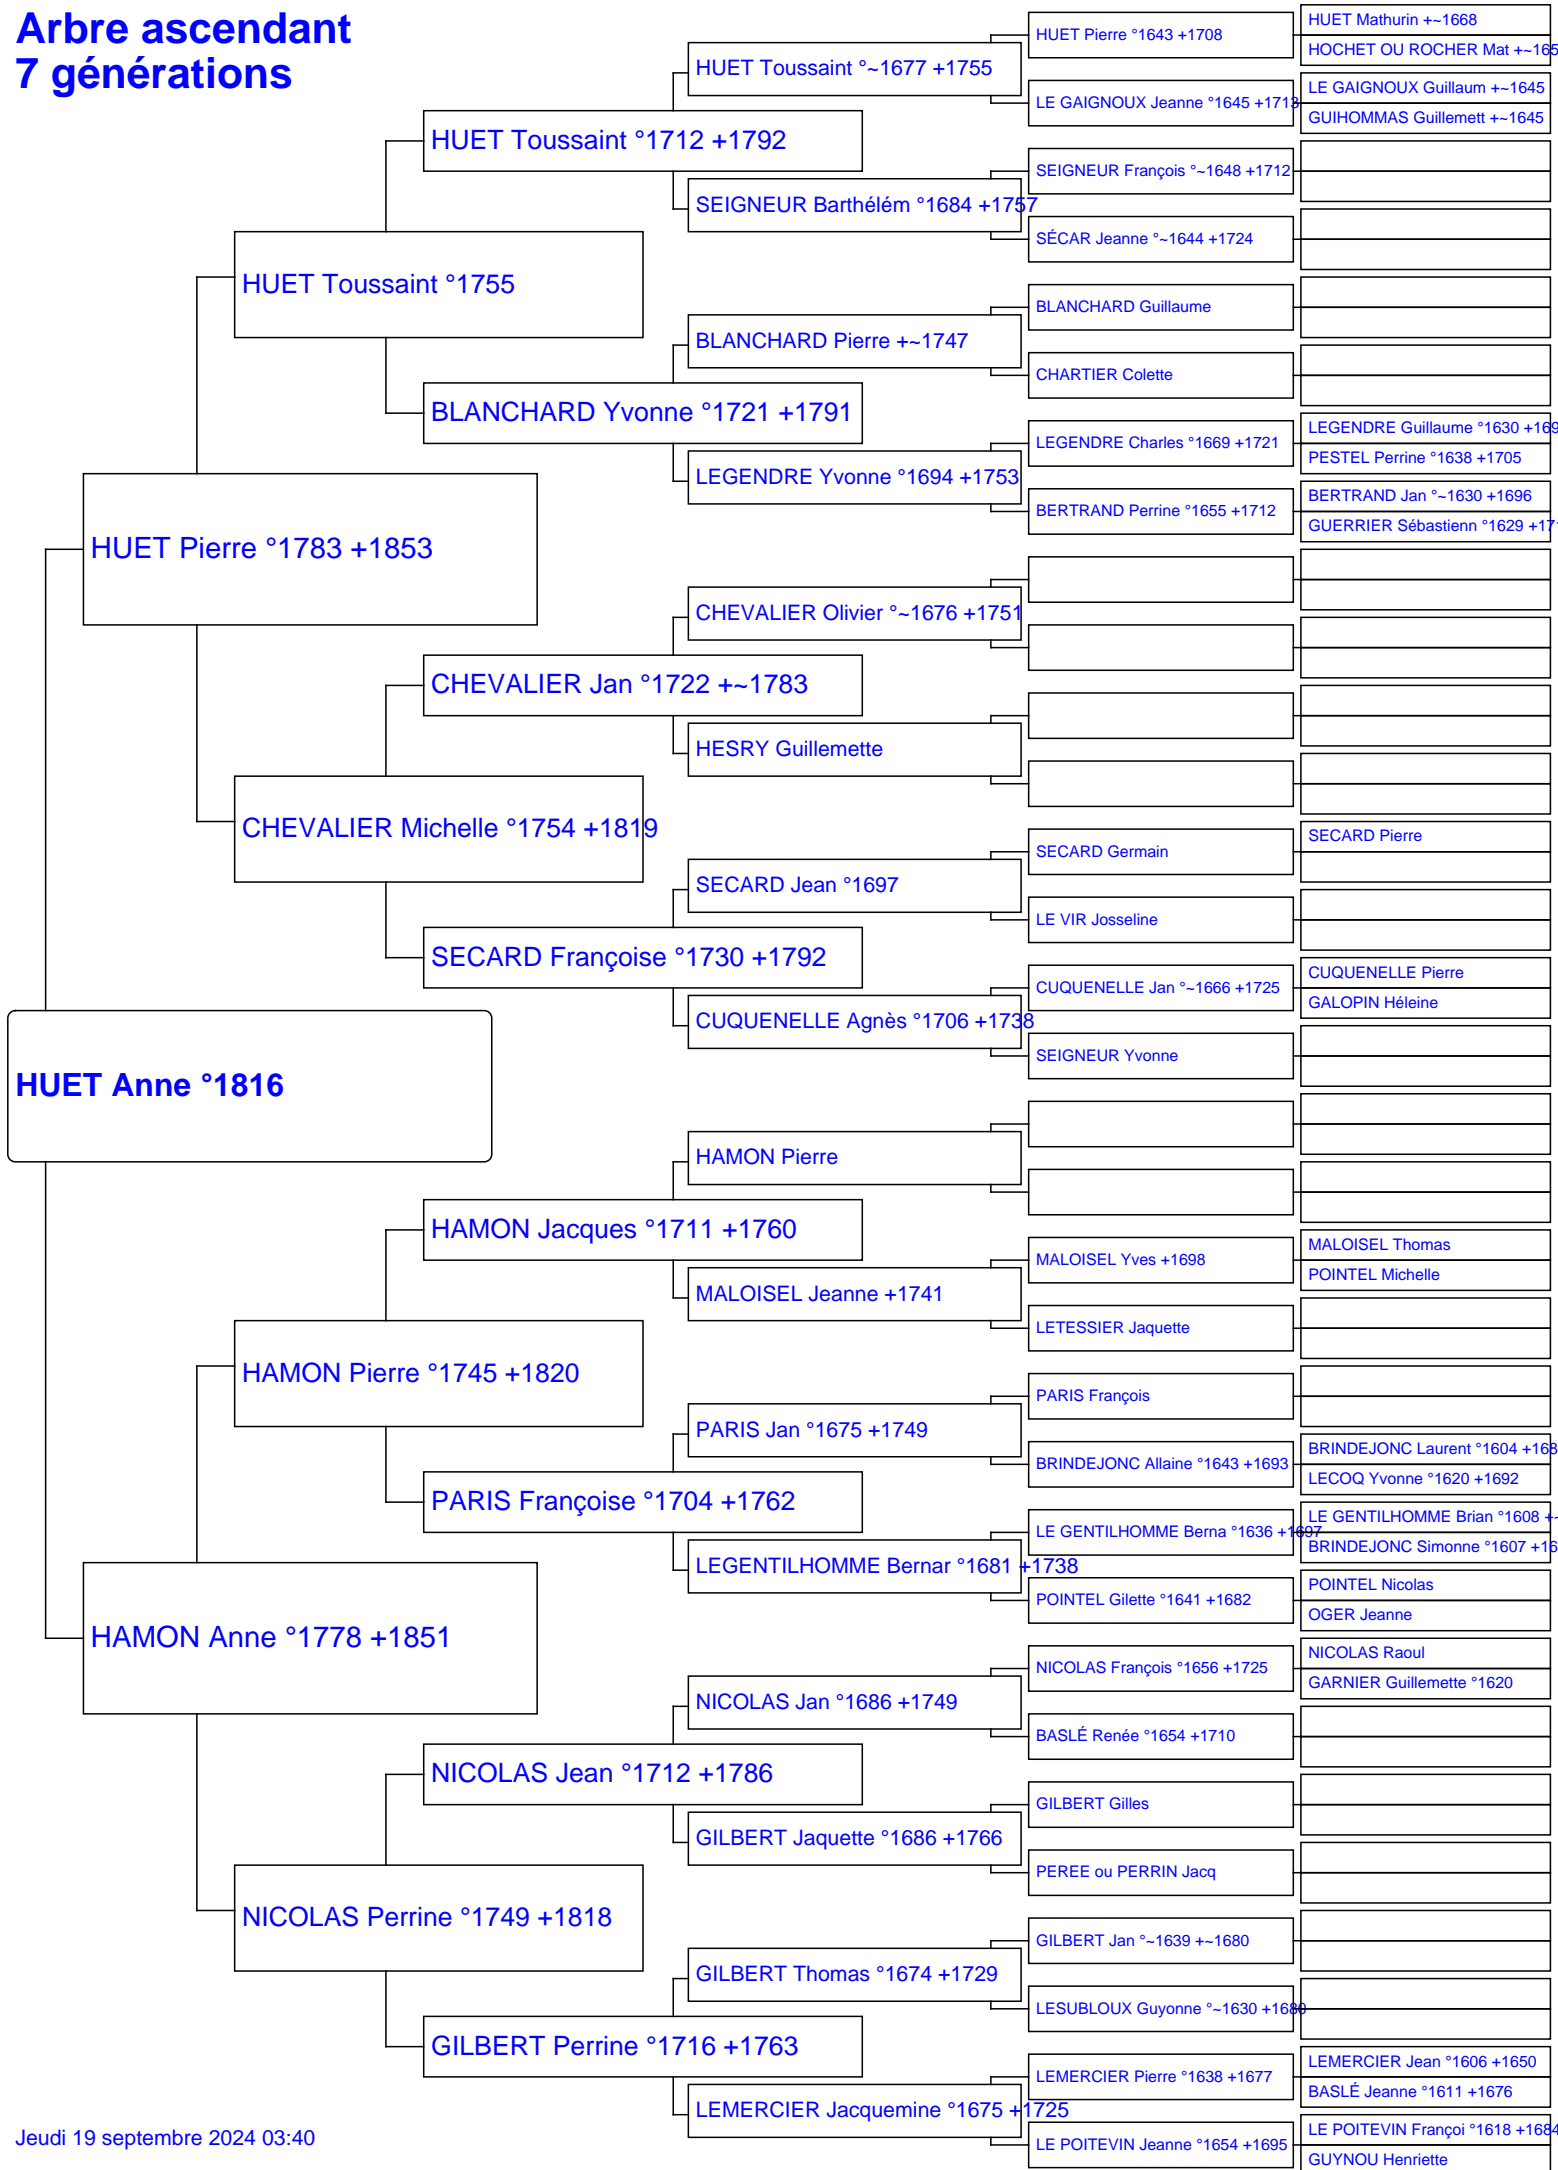 Arbre ascendant
7 générations
HUET Pierre °1643 +1708
HUET Mathurin +~1668
HOCHET OU ROCHER Mat +~165
HUET Toussaint °~1677 +1755
LE GAIGNOUX Jeanne °1645 +1713
LE GAIGNOUX Guillaum +~1645
GUIHOMMAS Guillemett +~1645
HUET Toussaint °1712 +1792
SEIGNEUR François °~1648 +1712
SEIGNEUR Barthélém °1684 +1757
SÉCAR Jeanne °~1644 +1724
HUET Toussaint °1755
BLANCHARD Guillaume
BLANCHARD Pierre +~1747
CHARTIER Colette
BLANCHARD Yvonne °1721 +1791
LEGENDRE Charles °1669 +1721
LEGENDRE Guillaume °1630 +169
PESTEL Perrine °1638 +1705
LEGENDRE Yvonne °1694 +1753
BERTRAND Perrine °1655 +1712
BERTRAND Jan °~1630 +1696
GUERRIER Sébastienn °1629 +171
HUET Pierre °1783 +1853
CHEVALIER Olivier °~1676 +1751
CHEVALIER Jan °1722 +~1783
HESRY Guillemette
CHEVALIER Michelle °1754 +1819
SECARD Germain
SECARD Pierre
SECARD Jean °1697
LE VIR Josseline
SECARD Françoise °1730 +1792
CUQUENELLE Jan °~1666 +1725
CUQUENELLE Pierre
GALOPIN Héleine
CUQUENELLE Agnès °1706 +1738
SEIGNEUR Yvonne
HUET Anne °1816
HAMON Pierre
HAMON Jacques °1711 +1760
MALOISEL Yves +1698
MALOISEL Thomas
POINTEL Michelle
MALOISEL Jeanne +1741
LETESSIER Jaquette
HAMON Pierre °1745 +1820
PARIS François
PARIS Jan °1675 +1749
BRINDEJONC Allaine °1643 +1693
BRINDEJONC Laurent °1604 +168
LECOQ Yvonne °1620 +1692
PARIS Françoise °1704 +1762
LE GENTILHOMME Berna °1636 +1697
LE GENTILHOMME Brian °1608 +~
BRINDEJONC Simonne °1607 +16
LEGENTILHOMME Bernar °1681 +1738
POINTEL Gilette °1641 +1682
POINTEL Nicolas
OGER Jeanne
HAMON Anne °1778 +1851
NICOLAS François °1656 +1725
NICOLAS Raoul
GARNIER Guillemette °1620
NICOLAS Jan °1686 +1749
BASLÉ Renée °1654 +1710
NICOLAS Jean °1712 +1786
GILBERT Gilles
GILBERT Jaquette °1686 +1766
PEREE ou PERRIN Jacq
NICOLAS Perrine °1749 +1818
GILBERT Jan °~1639 +~1680
GILBERT Thomas °1674 +1729
LESUBLOUX Guyonne °~1630 +1680
GILBERT Perrine °1716 +1763
LEMERCIER Pierre °1638 +1677
LEMERCIER Jean °1606 +1650
BASLÉ Jeanne °1611 +1676
LEMERCIER Jacquemine °1675 +1725
LE POITEVIN Jeanne °1654 +1695
LE POITEVIN Françoi °1618 +1684
GUYNOU Henriette
Jeudi 19 septembre 2024 03:40